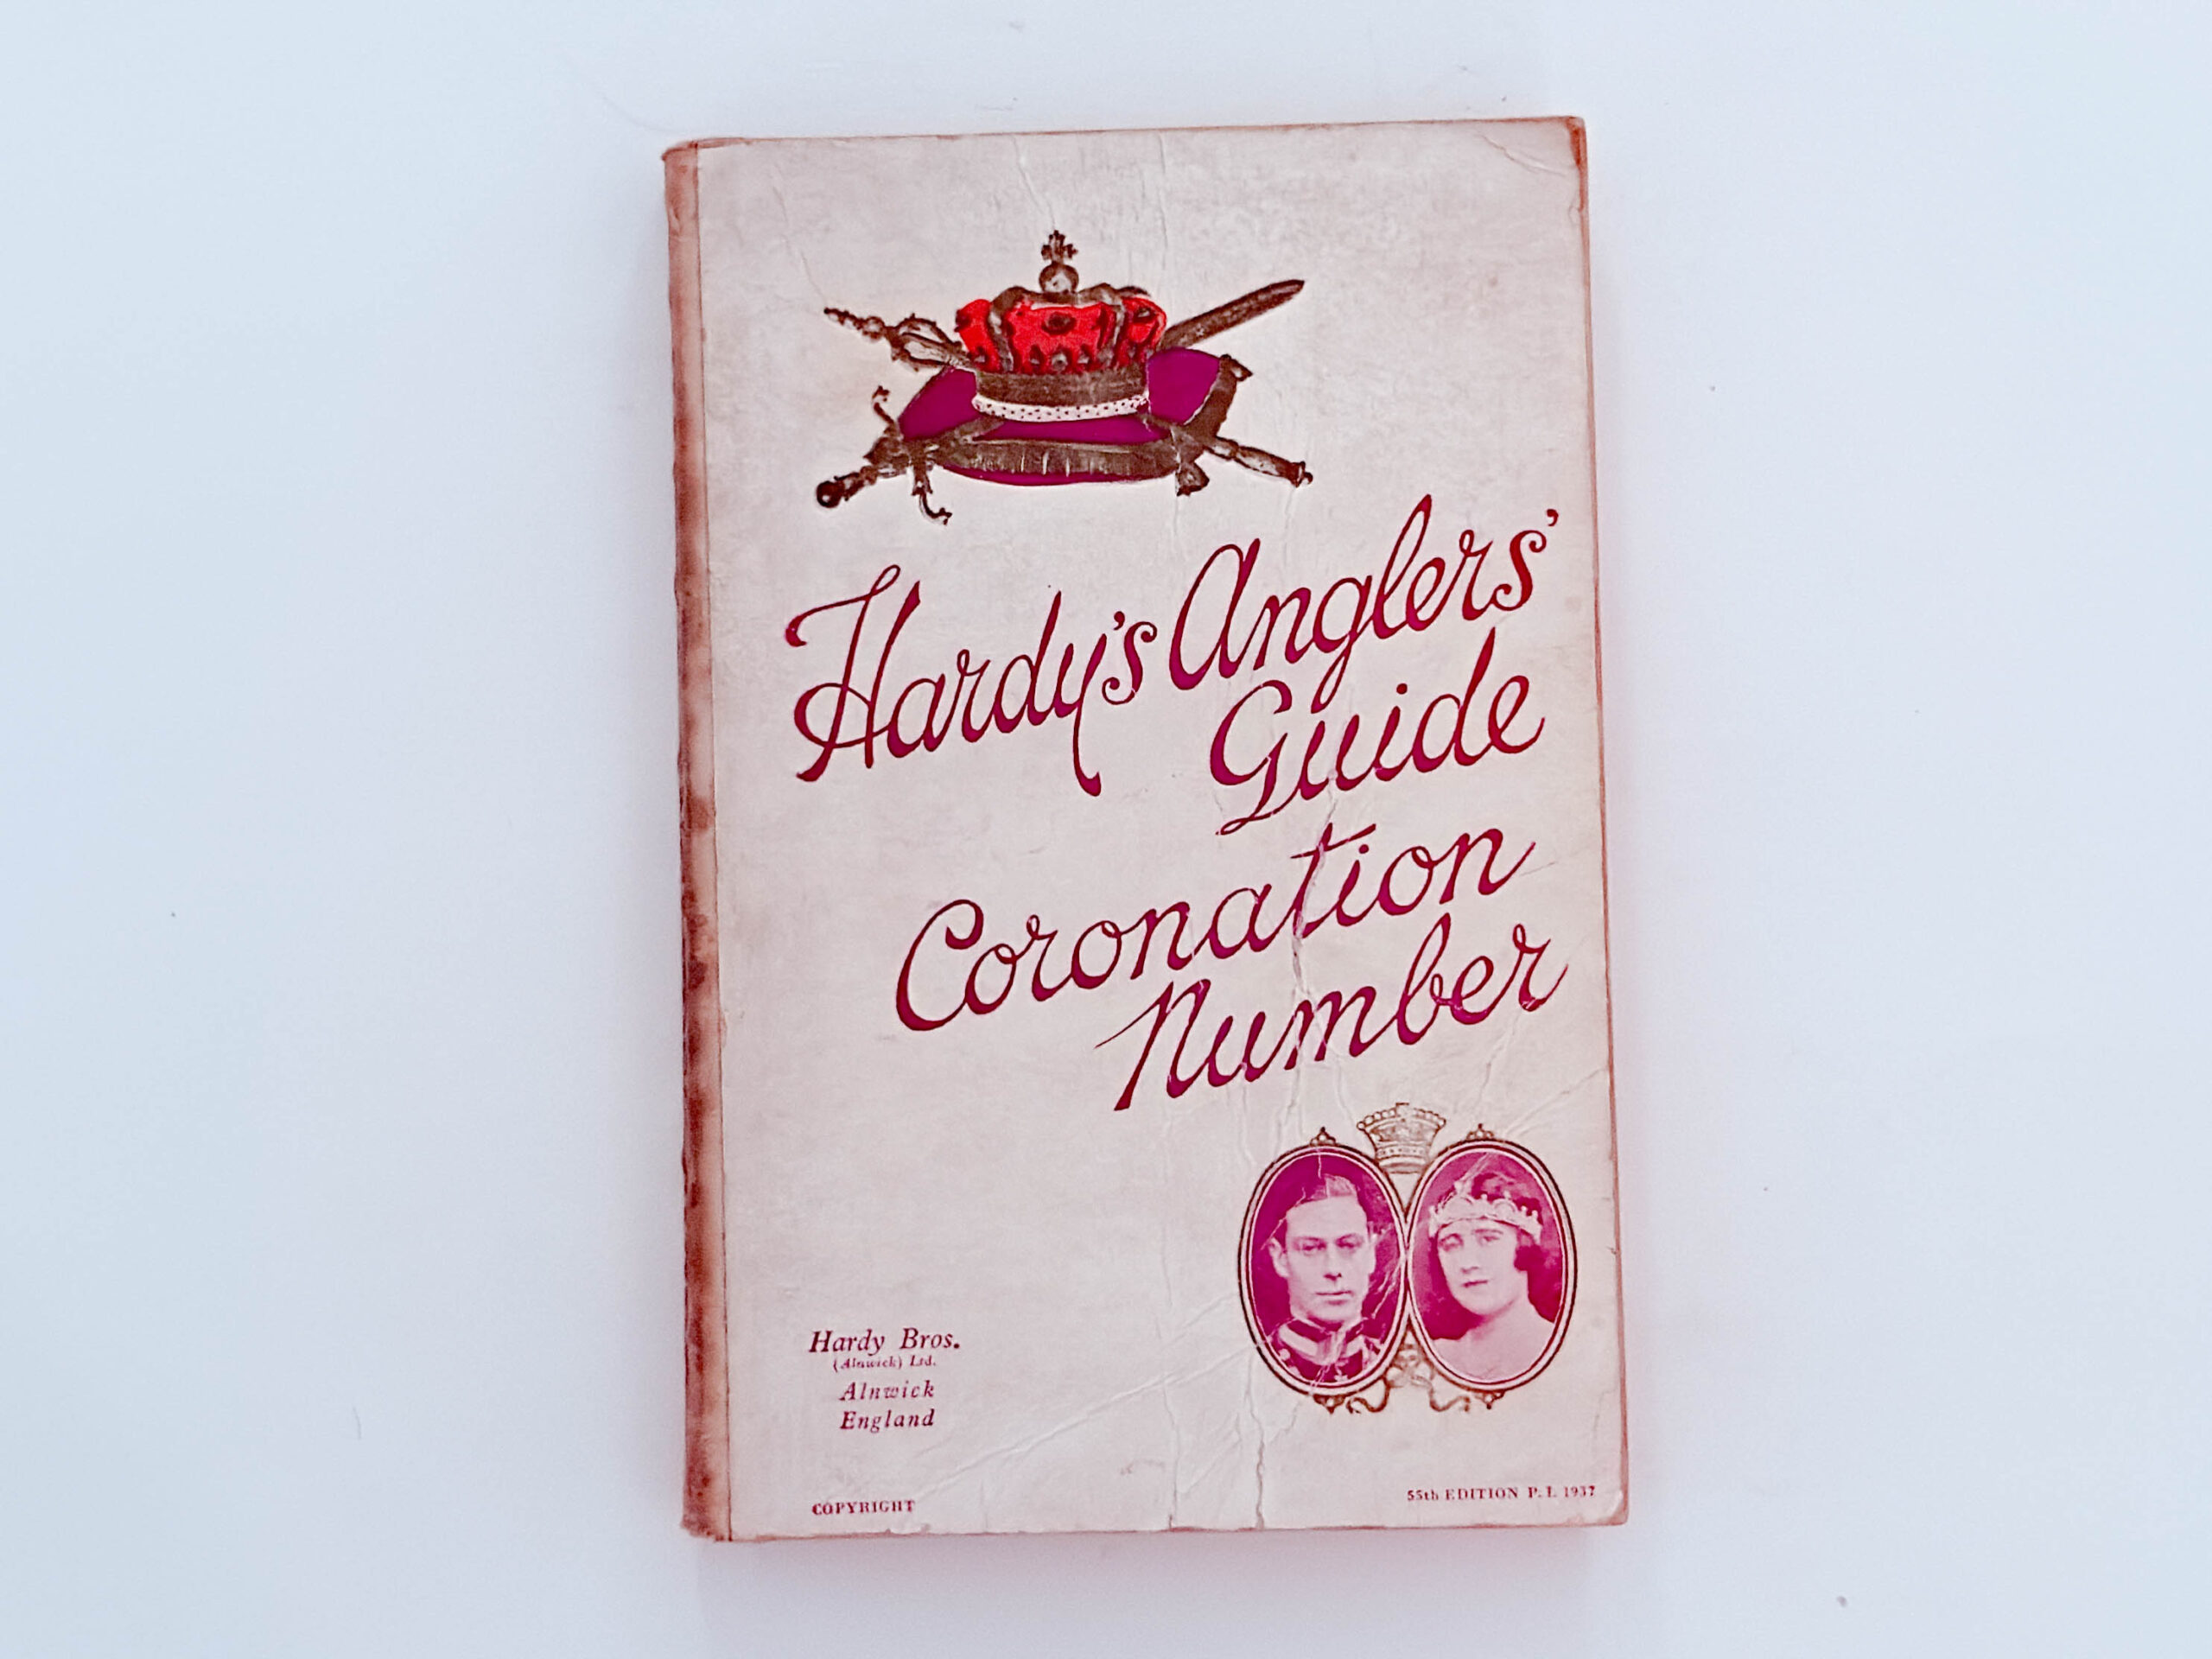 Hardy's Anglers'
Guide
Coronation
Number
Hardy Bros.
(Alnwick) Ltd.
Alnwick
England
COPYRIGHT
55th EDITION P. I. 1937